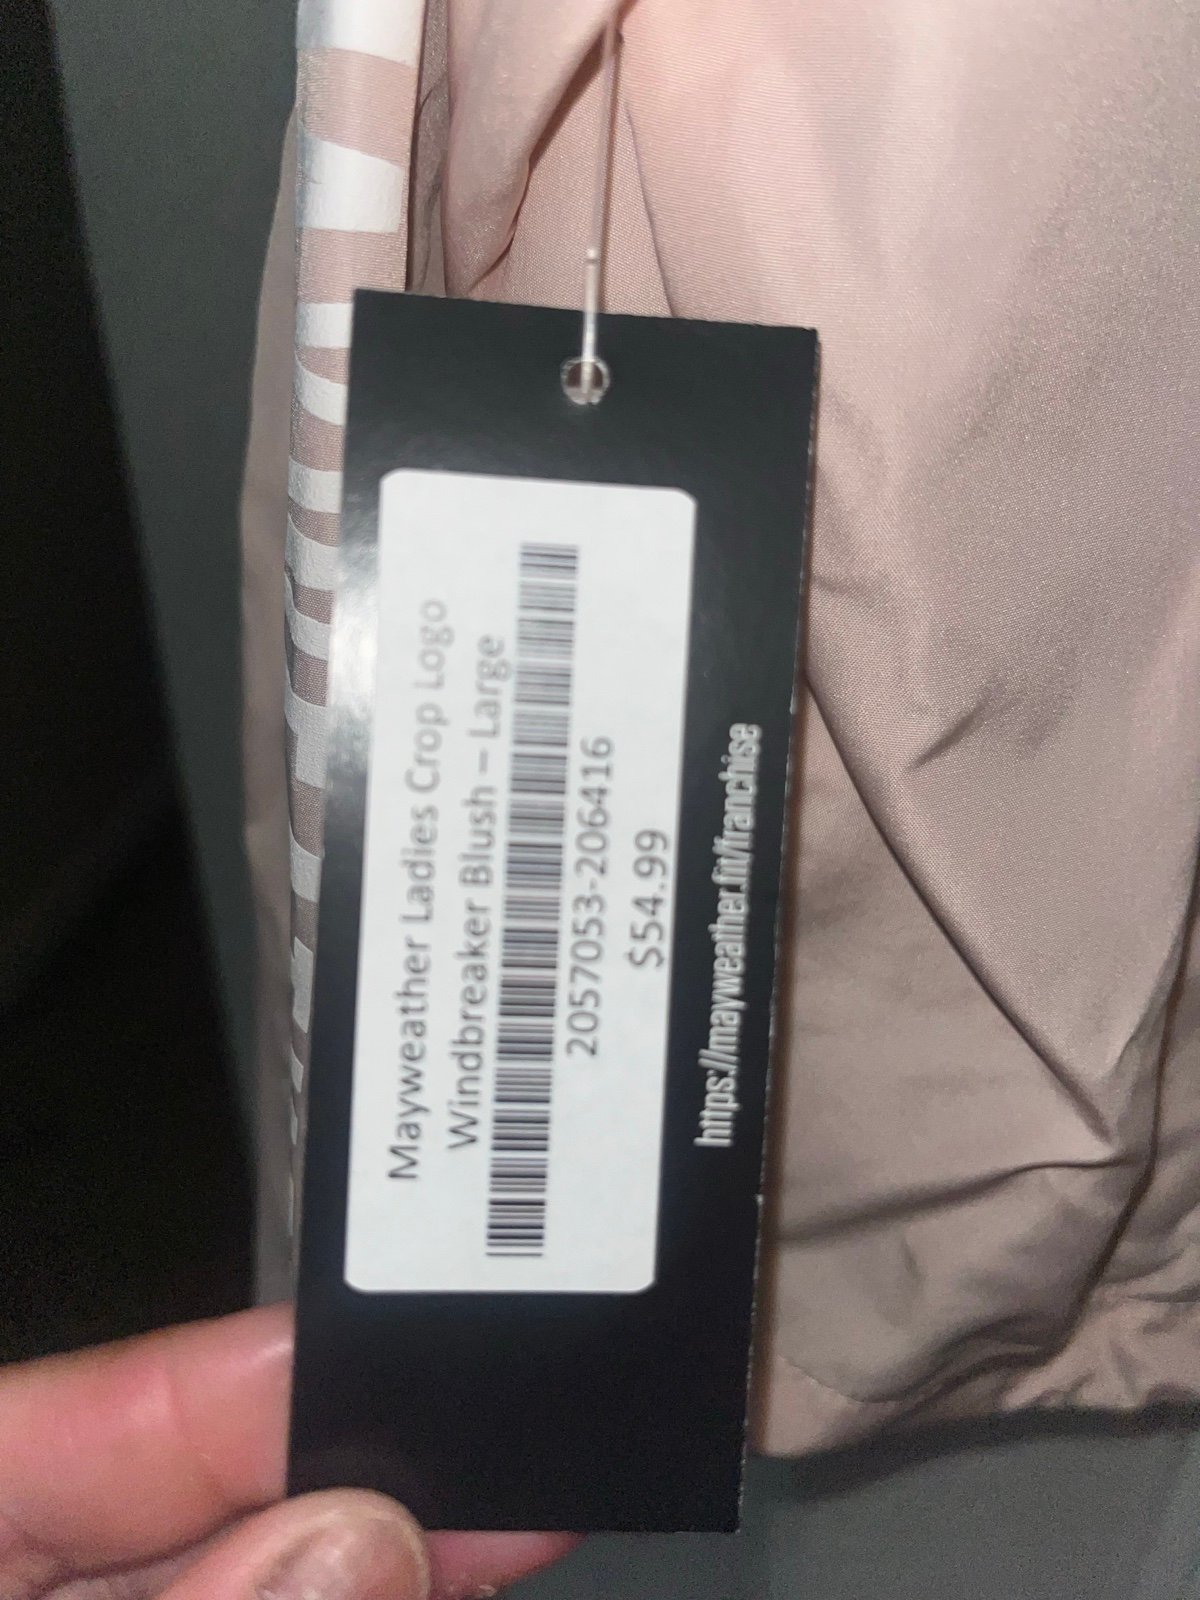 Mayweather Ladies Crop Logo
Windbreaker Blush – Large
2057053-206416
$54.99
https://mayweather.fit/franchise